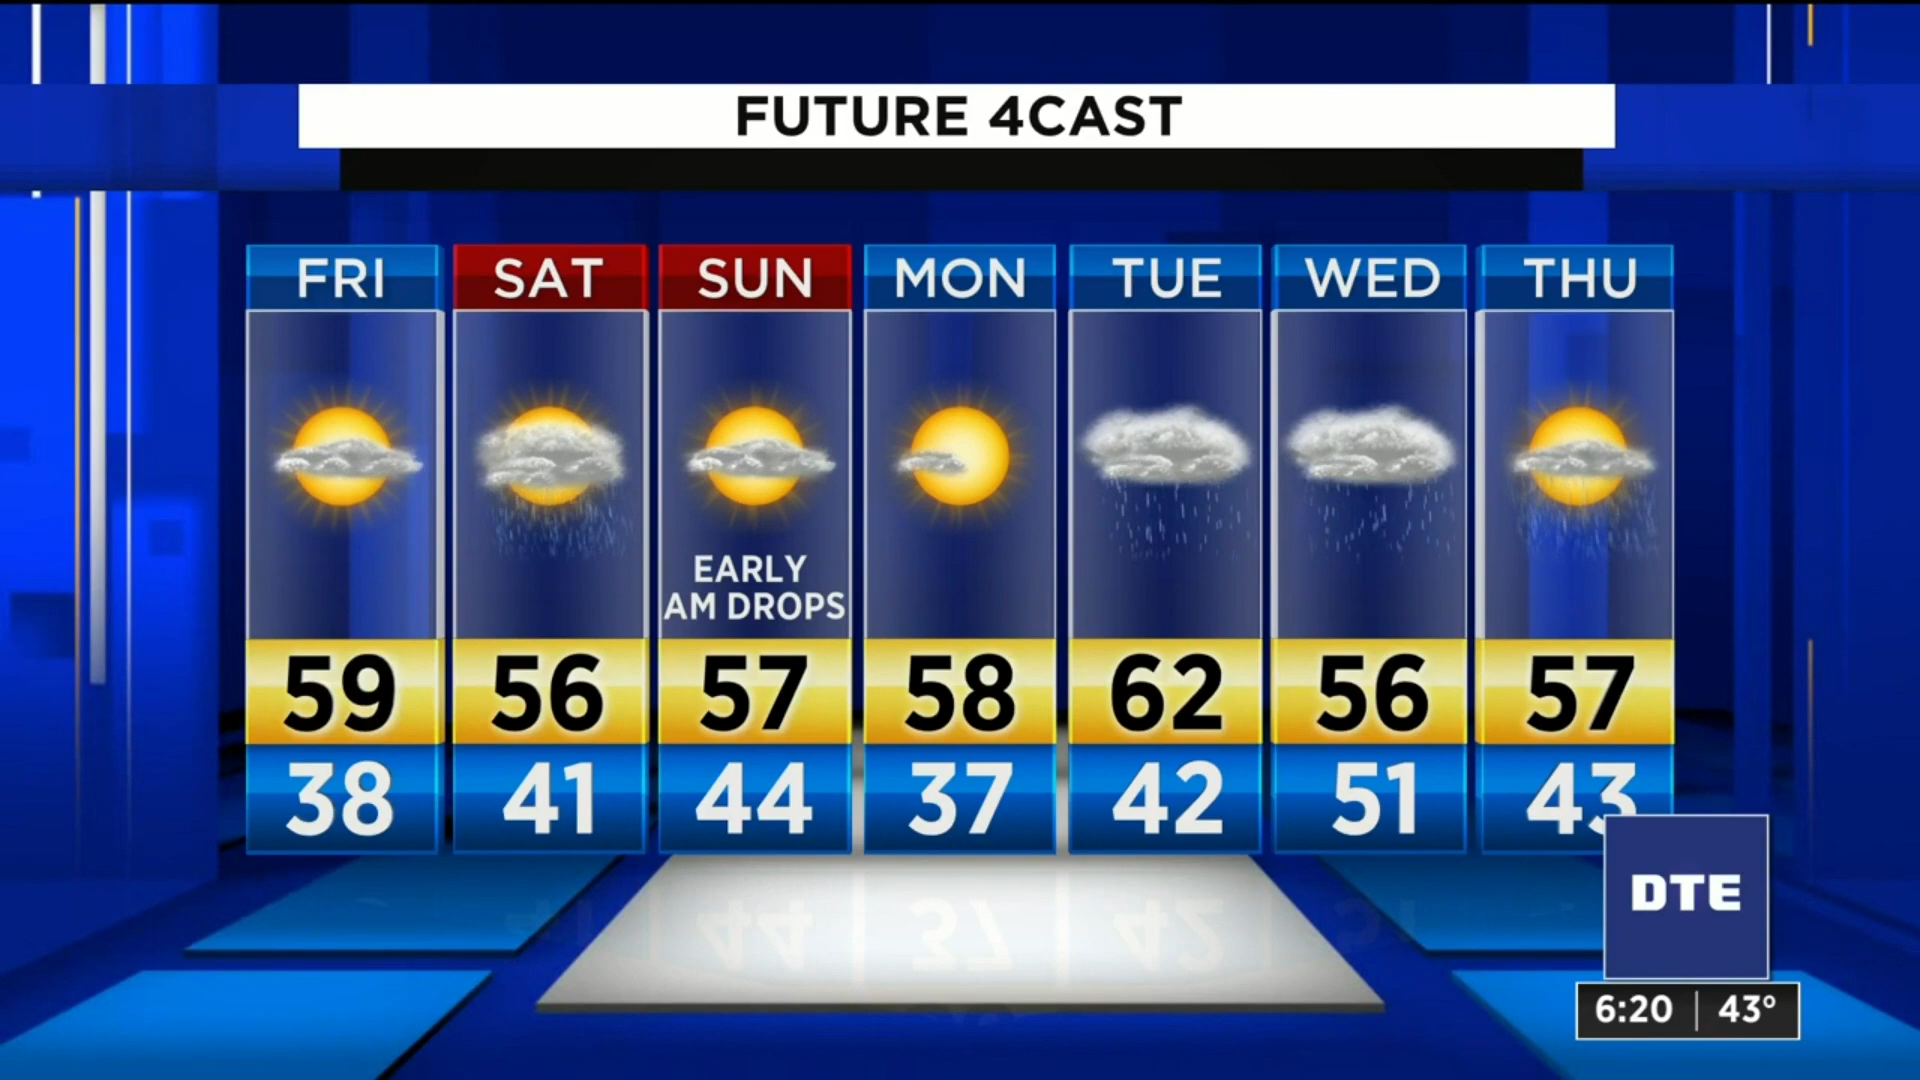 FUTURE 4CAST
FRI SAT SUN MON TUE WED THU
EARLY
AM DROPS
59 56 57 58 62 56 57
38 41 44 37 42 51 43
DTE
6:20 43°